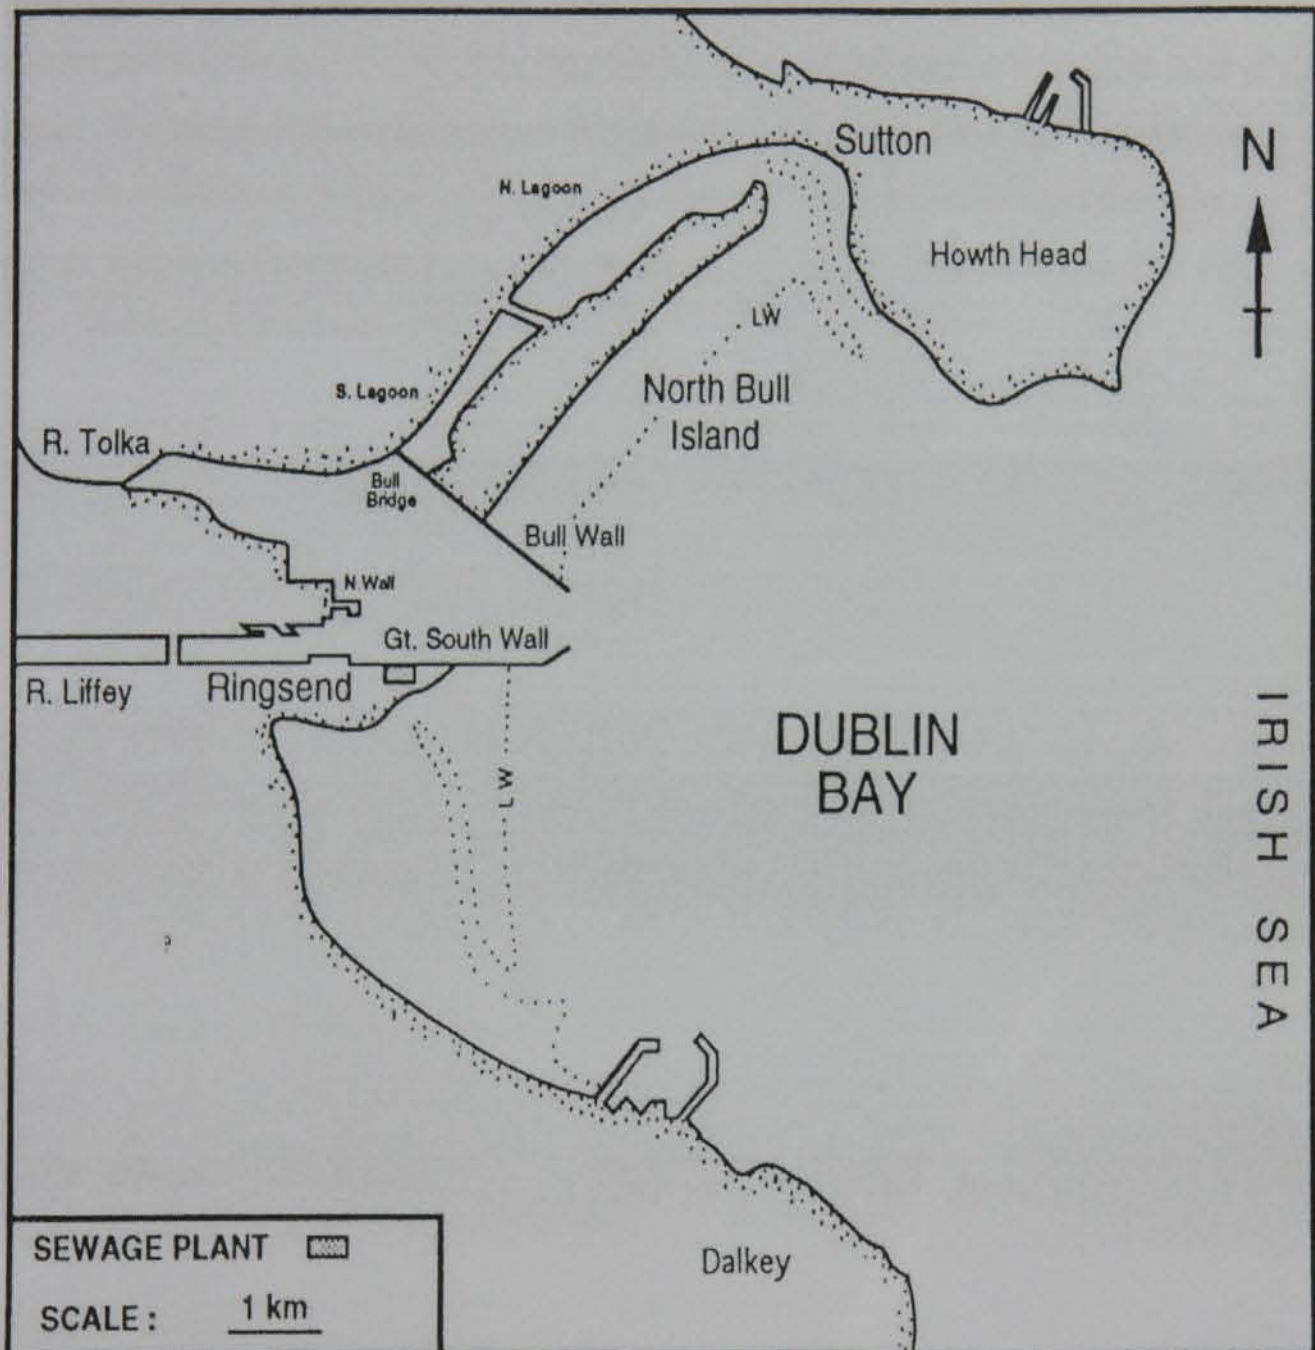 Sutton
N
N. Lagoon
Howth Head
LW
S. Lagoon
North Bull
Island
R. Tolka
Bull
Bridge
Bull Wall
N Wall
Gt. South Wall
R. Liffey
Ringsend
DUBLIN
BAY
LW
IRISH SEA
Dalkey
SEWAGE PLANT
SCALE :
1 km